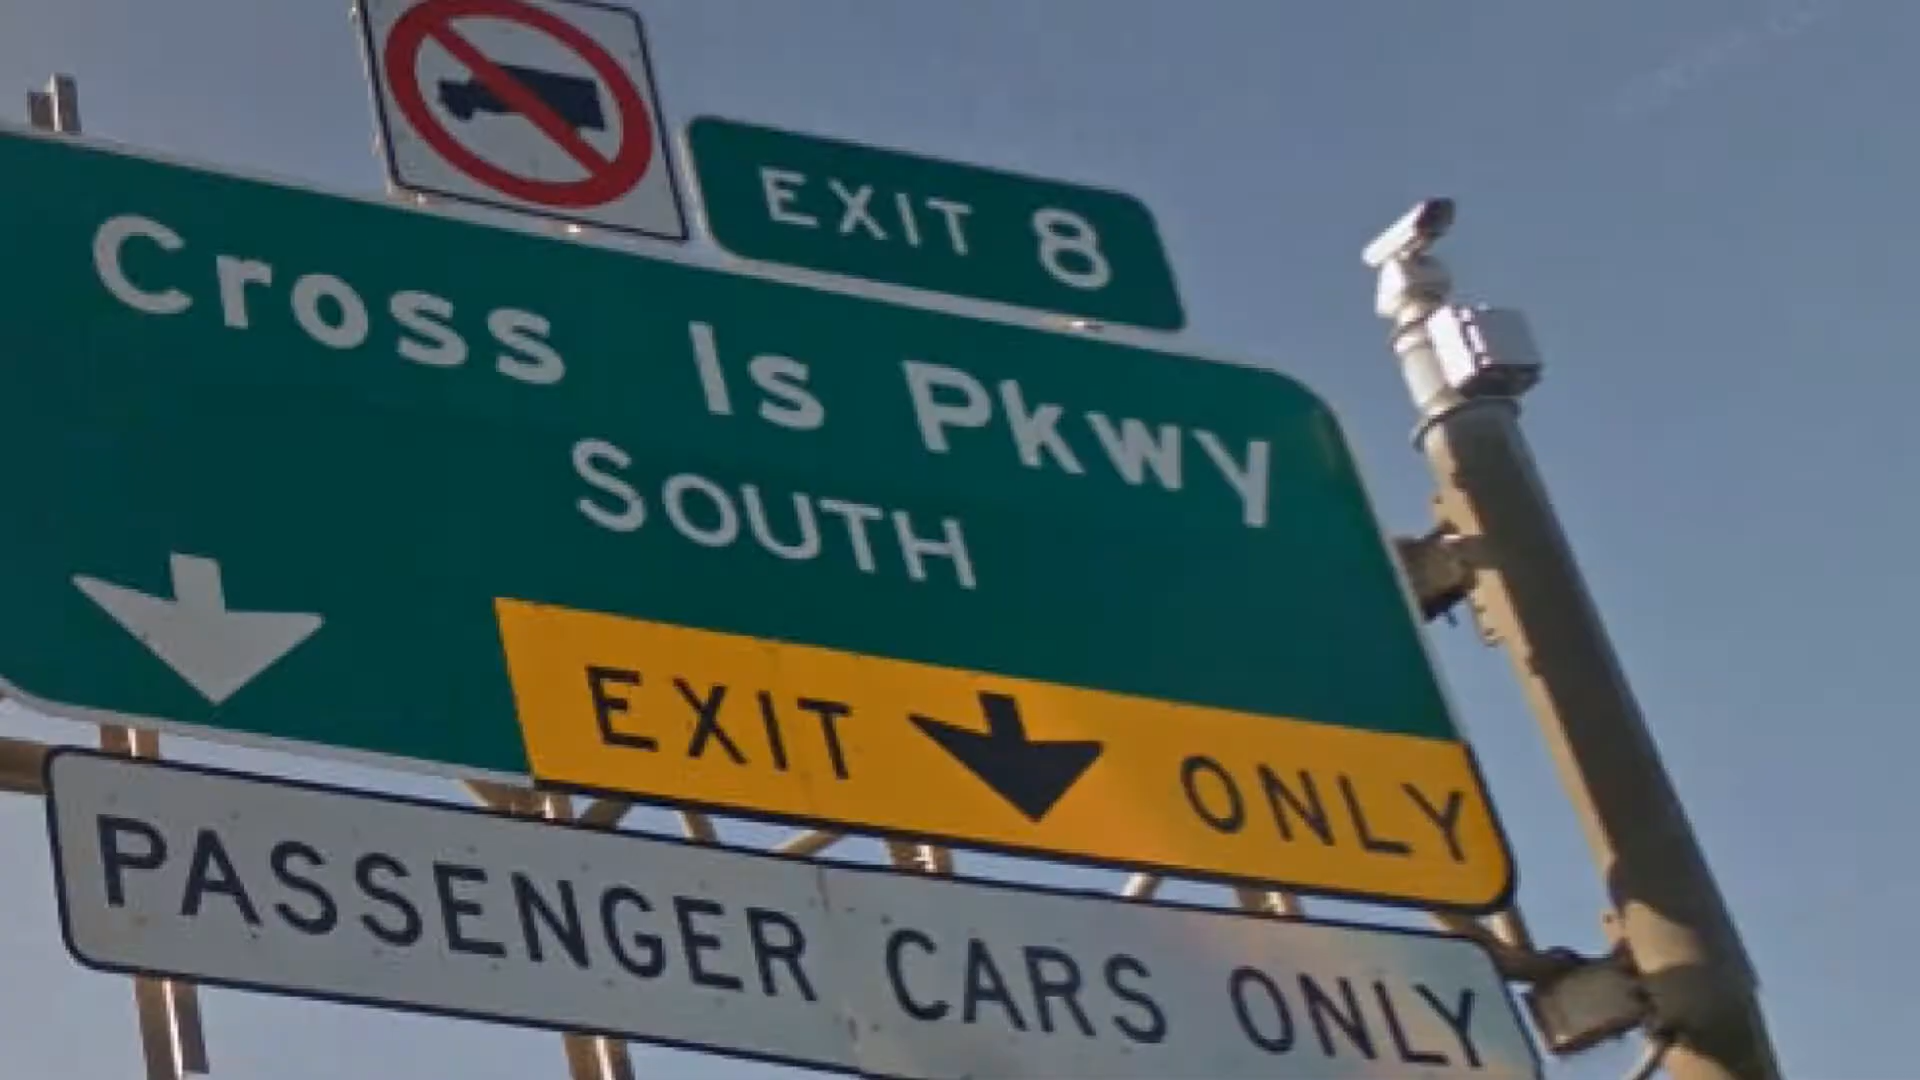 EXIT 8
Cross Is Pkwy
SOUTH
EXIT ONLY
PASSENGER CARS ONLY